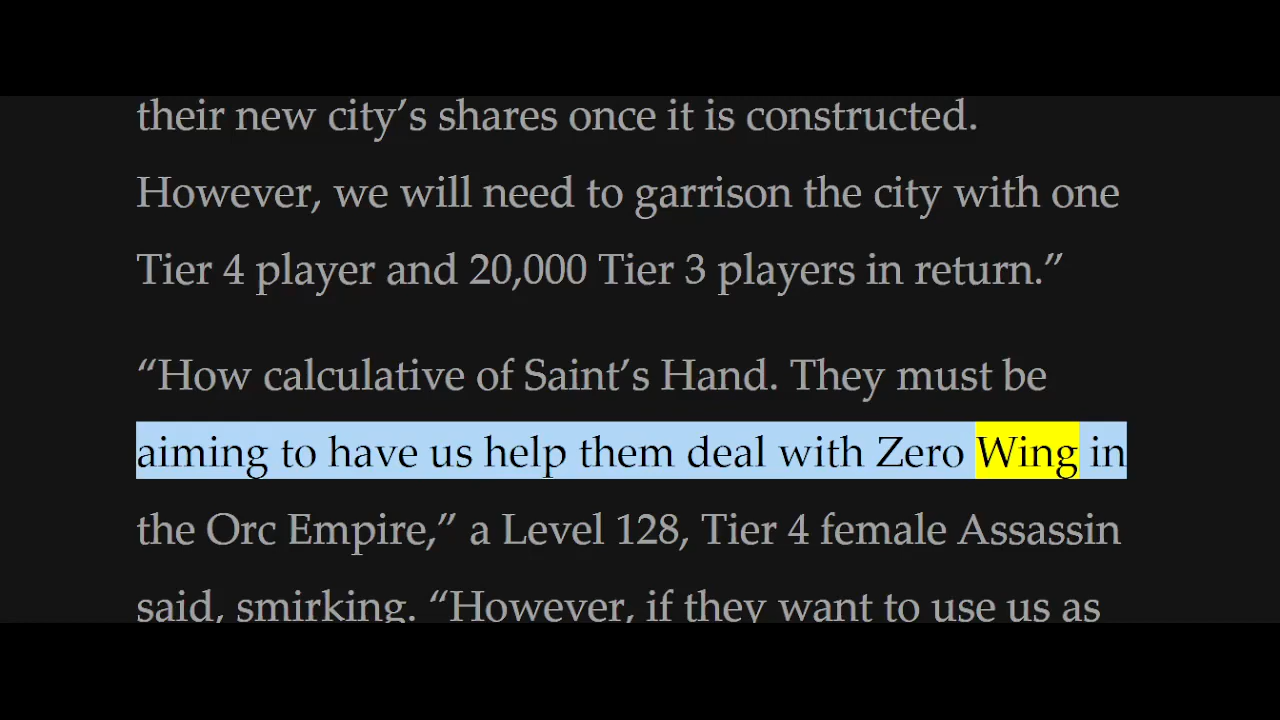 their new city’s shares once it is constructed.
However, we will need to garrison the city with one
Tier 4 player and 20,000 Tier 3 players in return.”
“How calculative of Saint’s Hand. They must be
aiming to have us help them deal with Zero Wing in
the Orc Empire,” a Level 128, Tier 4 female Assassin
said, smirking. “However, if they want to use us as